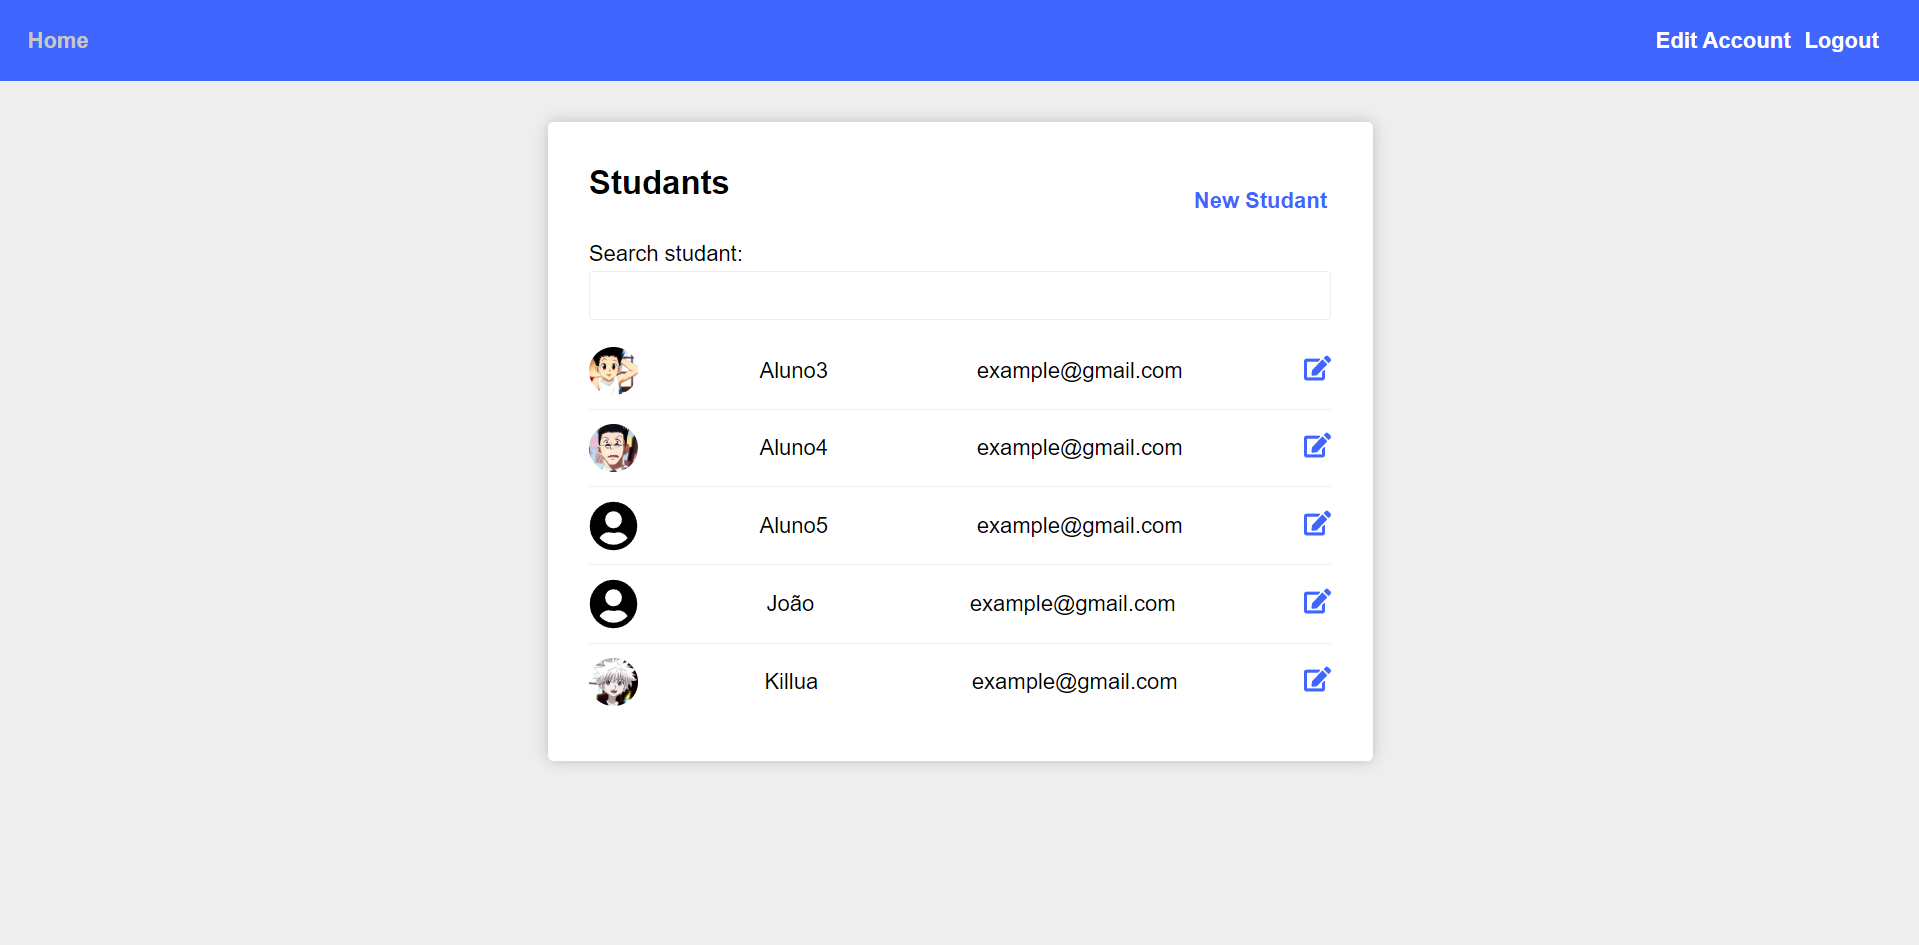 Home Edit Account Logout
Studants
New Studant
Search studant:
Aluno3 example@gmail.com
Aluno4 example@gmail.com
Aluno5 example@gmail.com
João example@gmail.com
Killua example@gmail.com